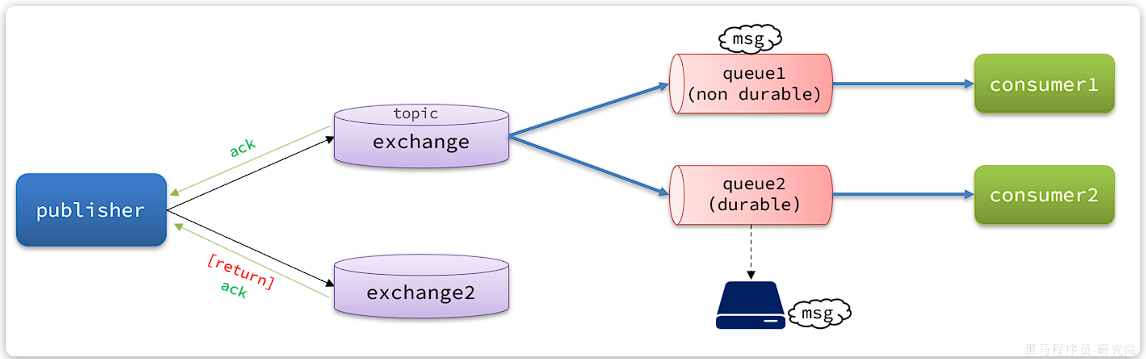 msg
queue1
(non durable)
consumer1
topic
exchange
ack
publisher
queue2
(durable)
consumer2
[return]
ack
exchange2
msg
黑马程序员-研究院